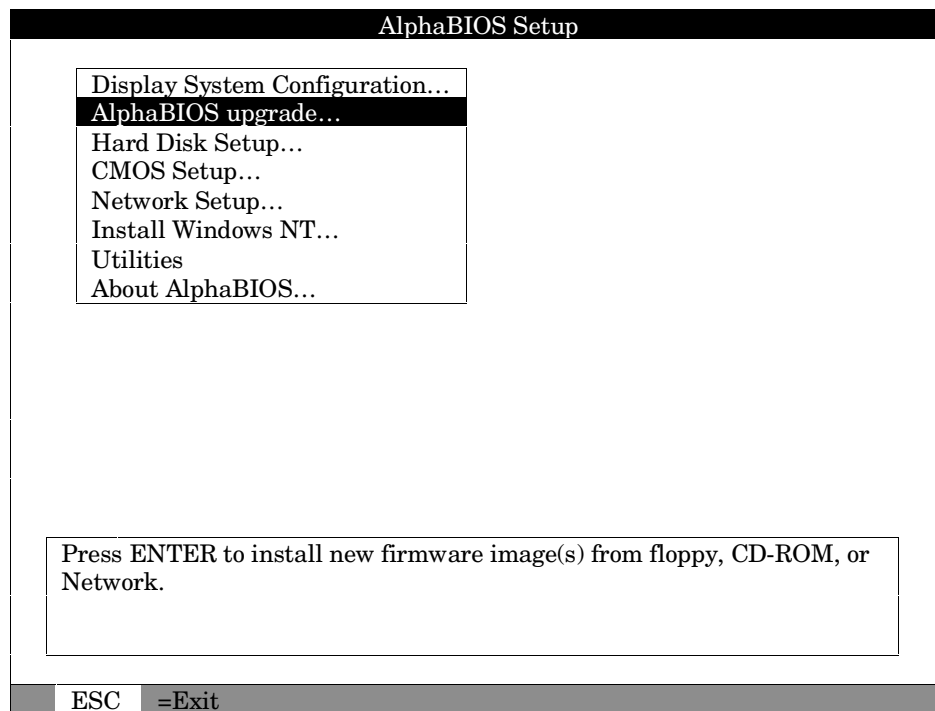 AlphaBIOS Setup
Display System Configuration…
AlphaBIOS upgrade…
Hard Disk Setup…
CMOS Setup…
Network Setup…
Install Windows NT…
Utilities
About AlphaBIOS…
Press ENTER to install new firmware image(s) from floppy, CD-ROM, or
Network.
ESC =Exit